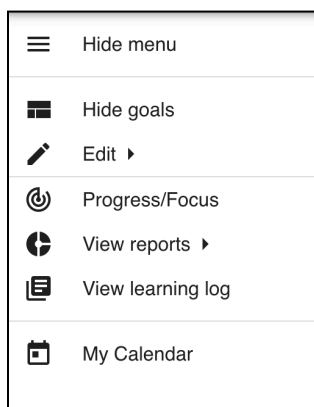 Hide menu
Hide goals
Edit
Progress/Focus
View reports
View learning log
My Calendar